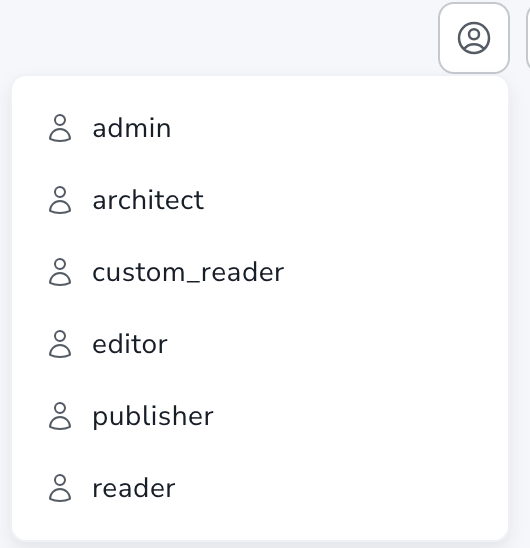 admin
architect
custom_reader
editor
publisher
reader